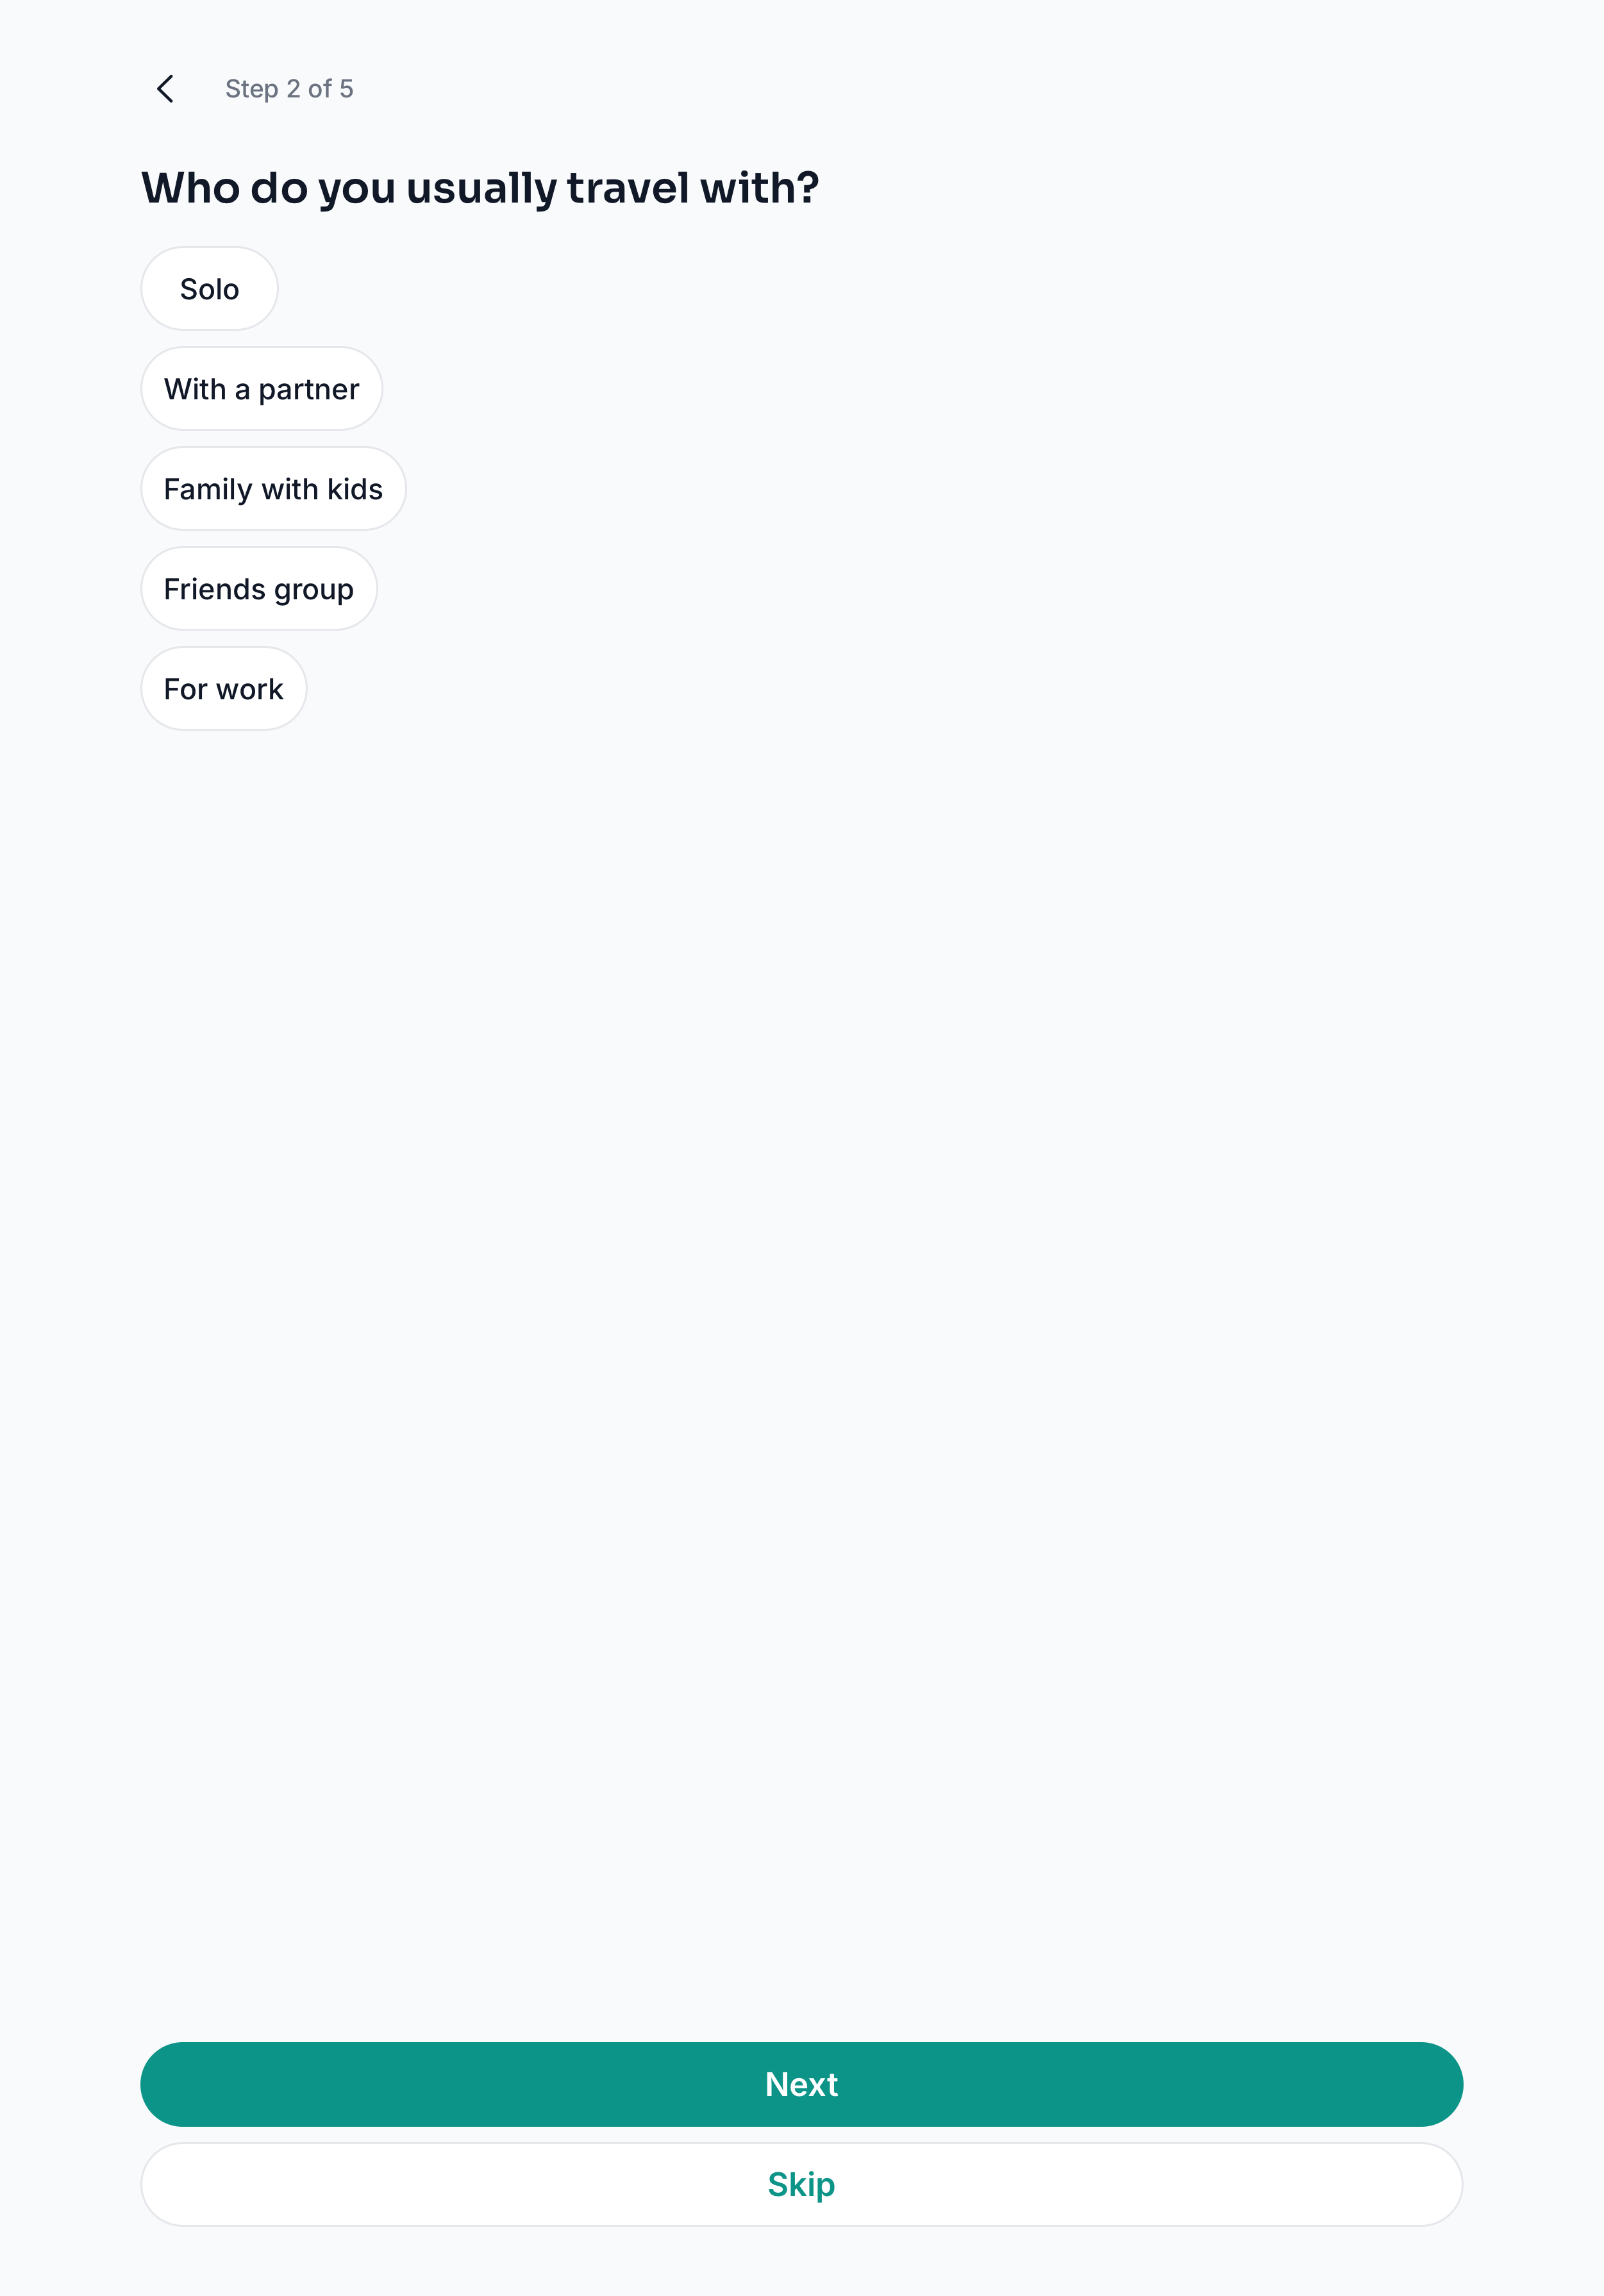 Step 2 of 5
Who do you usually travel with?
Solo
With a partner
Family with kids
Friends group
For work
Next
Skip